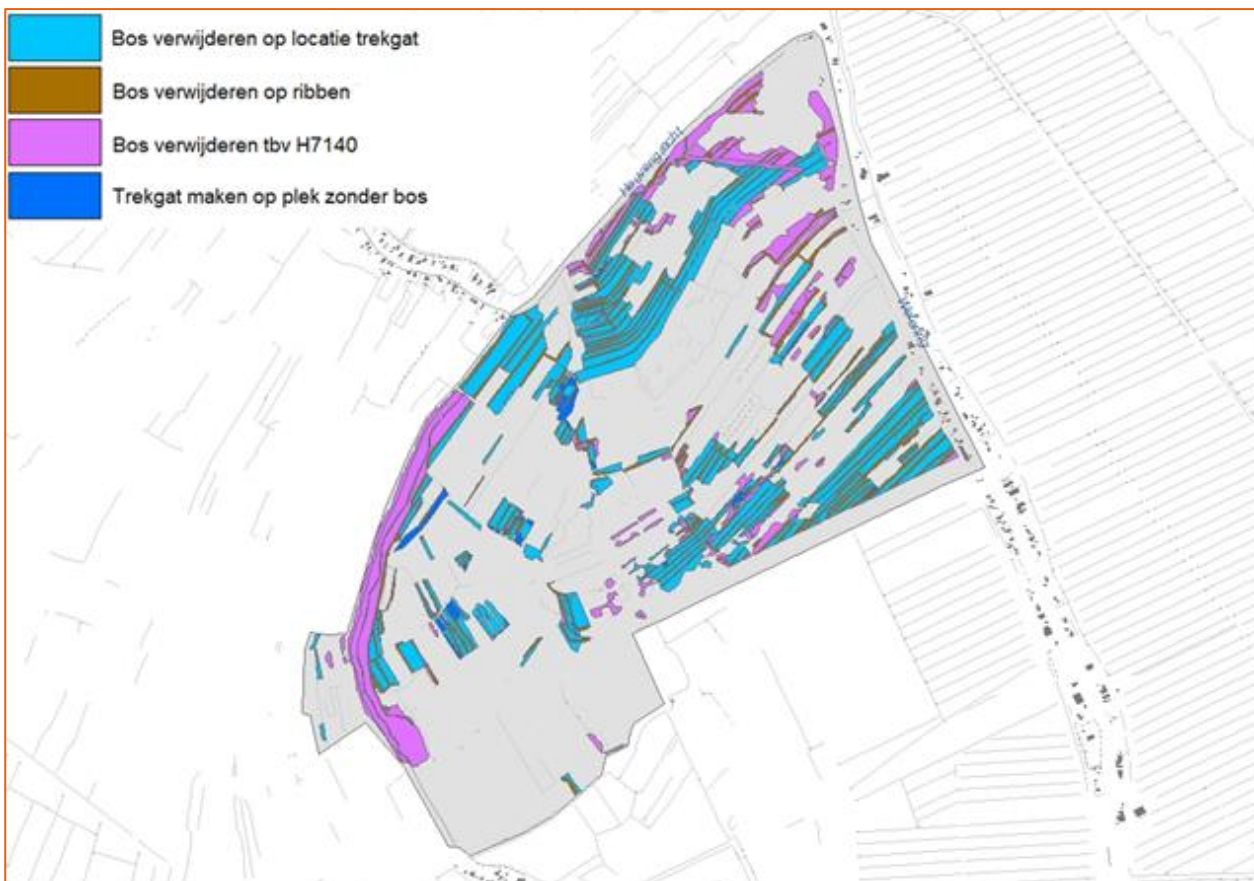 Bos verwijderen op locatie trekgat
Bos verwijderen op ribben
Bos verwijderen tbv H7140
Trekgat maken op plek zonder bos